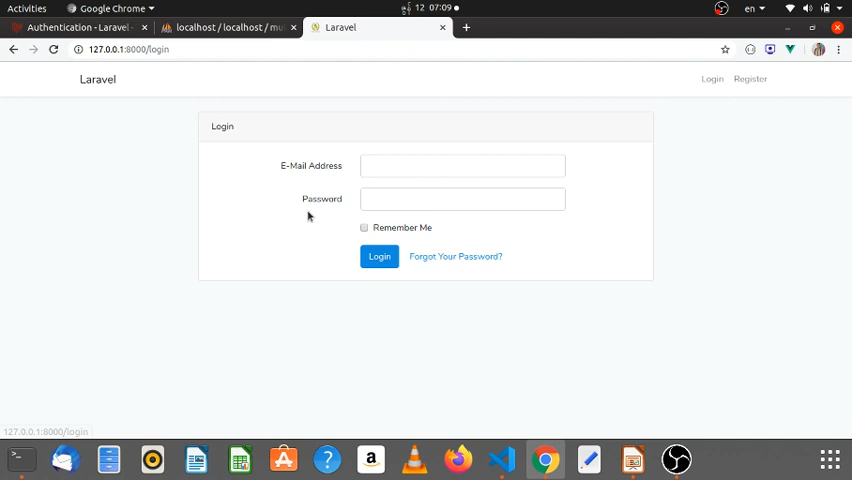 Activities Google Chrome 12 07:09 en
Authentication - Laravel - localhost / localhost / mu Laravel
127.0.0.1:8000/login
Laravel Login Register
Login
E-Mail Address
Password
Remember Me
Login Forgot Your Password?
127.0.0.1:8000/login